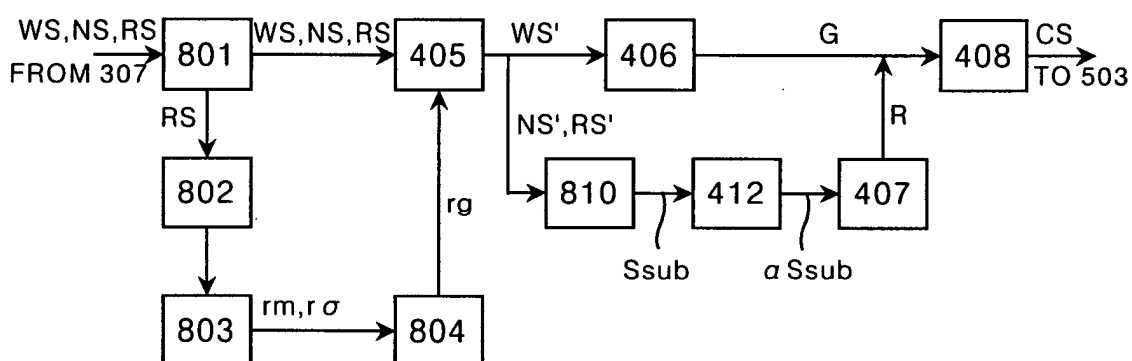 WS,NS,RS
FROM 307
801
WS,NS,RS
405
WS'
406
G
408
CS
TO 503
RS
NS',RS'
R
802
rg
810
412
407
Ssub
α Ssub
803
rm,r σ
804